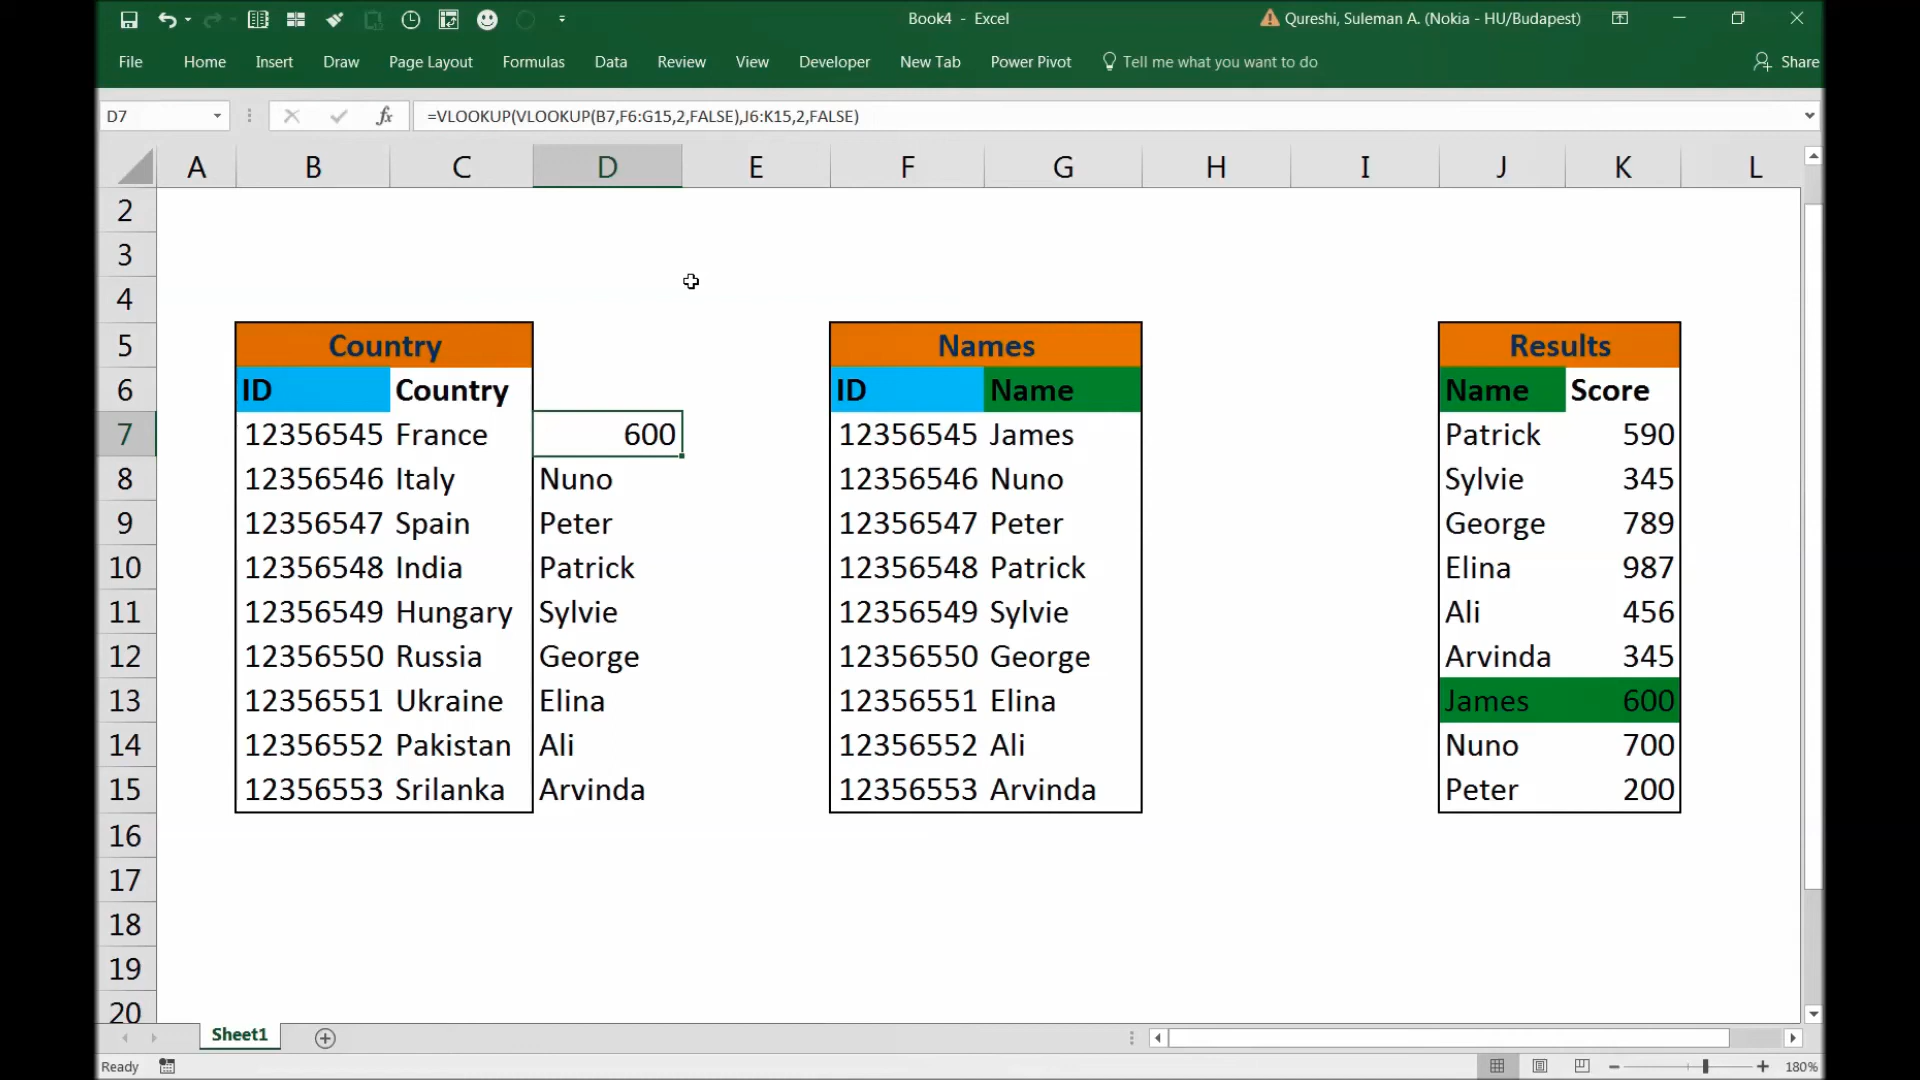 Book4 - Excel
Qureshi, Suleman A. (Nokia - HU/Budapest)
File Home Insert Draw Page Layout Formulas Data Review View Developer New Tab Power Pivot Tell me what you want to do Share
D7 fx =VLOOKUP(VLOOKUP(B7,F6:G15,2,FALSE),J6:K15,2,FALSE)
A B C D E F G H I J K L
2
3
4
5 Country Names Results
6 ID Country ID Name Name Score
7 12356545 France 600 12356545 James Patrick 590
8 12356546 Italy Nuno 12356546 Nuno Sylvie 345
9 12356547 Spain Peter 12356547 Peter George 789
10 12356548 India Patrick 12356548 Patrick Elina 987
11 12356549 Hungary Sylvie 12356549 Sylvie Ali 456
12 12356550 Russia George 12356550 George Arvinda 345
13 12356551 Ukraine Elina 12356551 Elina James 600
14 12356552 Pakistan Ali 12356552 Ali Nuno 700
15 12356553 Srilanka Arvinda 12356553 Arvinda Peter 200
16
17
18
19
20
Sheet1
Ready 180%